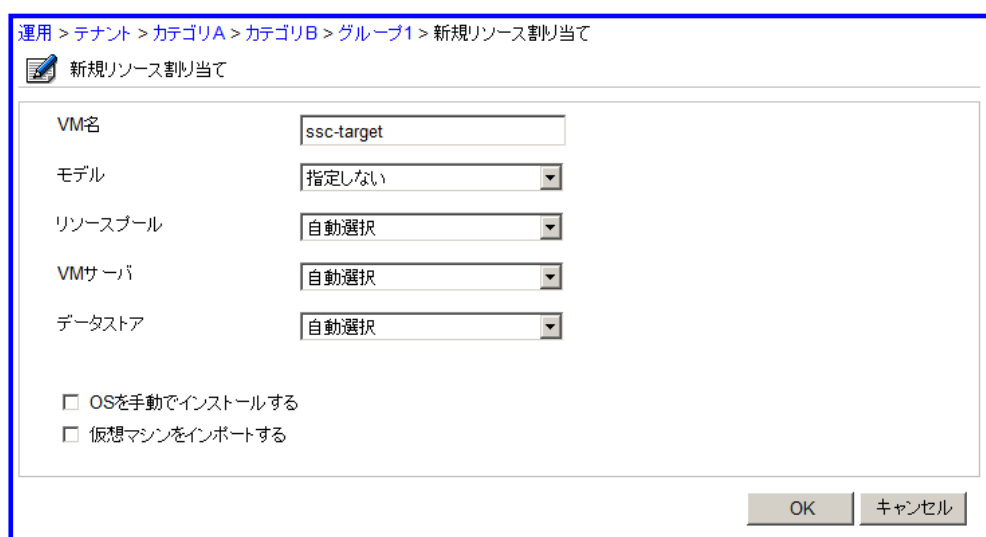 運用 > テナント > カテゴリA > カテゴリB > グループ1 > 新規リソース割り当て
新規リソース割り当て
VM名 ssc-target
モデル 指定しない
リソースプール 自動選択
VMサーバ 自動選択
データストア 自動選択
OSを手動でインストールする
仮想マシンをインポートする
OK キャンセル